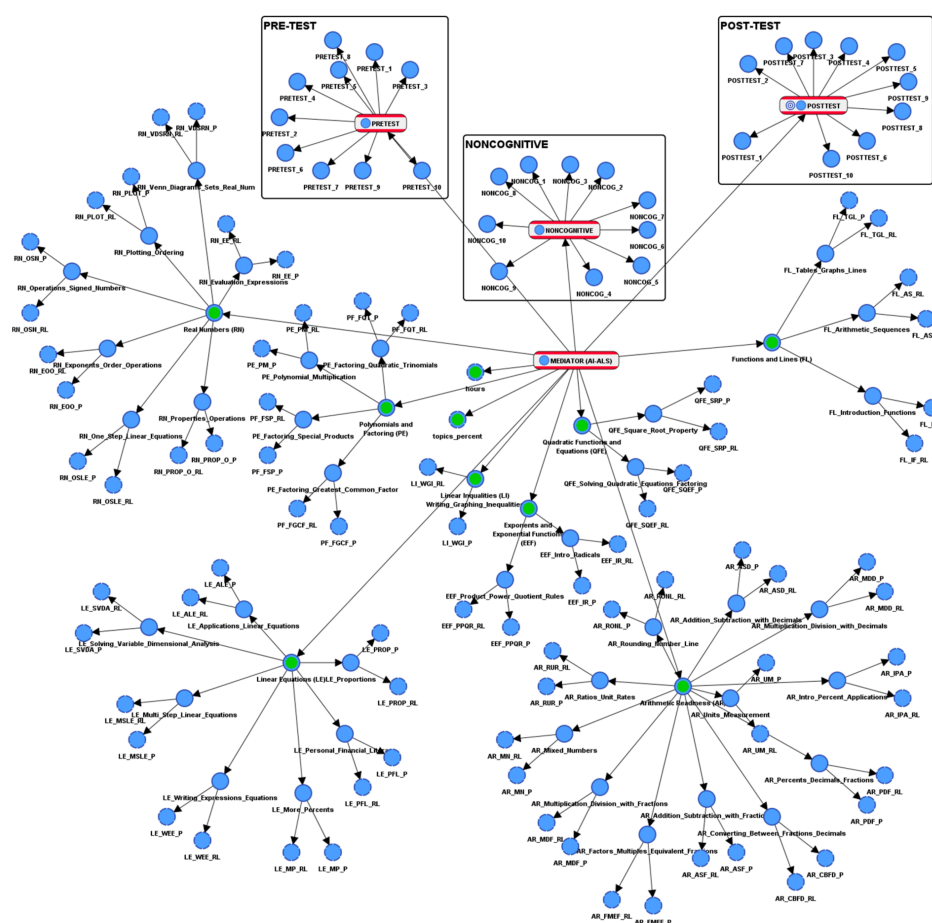 PRE-TEST
PRETEST_8
PRETEST_1
PRETEST_3
PRETEST_5
PRETEST_4
PRETEST_2
PRETEST
PRETEST_6
PRETEST_7
PRETEST_9
PRETEST_10
NONCOGNITIVE
NONCOG_1
NONCOG_3
NONCOG_2
NONCOG_8
NONCOG_7
NONCOGNITIVE
NONCOG_10
NONCOG_6
NONCOG_9
NONCOG_5
NONCOG_4
POST-TEST
POSTTEST_3
POSTTEST_7
POSTTEST_4
POSTTEST_5
POSTTEST_2
POSTTEST_9
POSTTEST
POSTTEST_8
POSTTEST_1
POSTTEST_6
POSTTEST_10
RN_VDSRN_RL
RN_VDSRN_P
RN_Venn_Diagrams_Sets_Real_Num
RN_PLOT_P
RN_PLOT_RL
RN_Plotting_Ordering
RN_EE_RL
RN_EE_P
RN_Evaluation_Expressions
RN_OSN_P
RN_Operations_Signed_Numbers
RN_OSN_RL
Real Numbers (RN)
RN_Exponents_Order_Operations
RN_EOO_RL
RN_EOO_P
RN_Properties_Operations
RN_One_Step_Linear_Equations
RN_PROP_O_P
RN_PROP_O_RL
RN_OSLE_P
RN_OSLE_RL
MEDIATOR (AI-ALS)
hours
topics_percent
PF_FQT_P
PF_FQT_RL
PE_PM_RL
PE_PM_P
PE_Factoring_Quadratic_Trinomials
PE_Polynomial_Multiplication
Polynomials and
Factoring (PE)
PF_FSP_RL
PE_Factoring_Special_Products
PF_FSP_P
PE_Factoring_Greatest_Common_Factor
PF_FGCF_RL
PF_FGCF_P
FL_TGL_P
FL_TGL_RL
FL_Tables_Graphs_Lines
FL_AS_RL
FL_Arithmetic_Sequences
FL_AS
Functions and Lines (FL)
FL_Introduction_Functions
FL_IF_RL
QFE_SRP_P
QFE_Square_Root_Property
QFE_SRP_RL
Quadratic Functions and
Equations (QFE)
QFE_Solving_Quadratic_Equations_Factoring
QFE_SQEF_P
QFE_SQEF_RL
LI_WGI_RL
Linear Inqualities (LI)
Writing_Graphing_Inequalities
LI_WGI_P
Exponents and
Exponential Functions
(EEF)
EEF_Intro_Radicals
EEF_IR_RL
EEF_IR_P
EEF_Product_Power_Quotient_Rules
EEF_PPQR_RL
EEF_PPQR_P
LE_ALE_P
LE_ALE_RL
LE_Applications_Linear_Equations
LE_SVDA_RL
LE_Solving_Variable_Dimensional_Analysis
LE_SVDA_P
LE_PROP_P
LE_Proportions
LE_PROP_RL
Linear Equations (LE)
LE_Multi_Step_Linear_Equations
LE_MSLE_RL
LE_MSLE_P
LE_PFL_P
LE_PFL_RL
LE_Writing_Expressions_Equations
LE_WEE_P
LE_WEE_RL
LE_More_Percents
LE_MP_RL
LE_MP_P
AR_RONL_RL
AR_RONL_P
AR_Rounding_Number_Line
AR_ASD_P
AR_ASD_RL
AR_Addition_Subtraction_with_Decimals
AR_MDD_P
AR_MDD_RL
AR_Multiplication_Division_with_Decimals
AR_RUR_RL
AR_Ratios_Unit_Rates
AR_RUR_P
AR_UM_P
AR_Units_Measurement
AR_UM_RL
AR_IPA_P
AR_Intro_Percent_Applications
AR_IPA_RL
AR_Mixed_Numbers
AR_MN_RL
AR_MN_P
AR_Percents_Decimals_Fractions
AR_PDF_RL
AR_PDF_P
AR_Multiplication_Division_with_Fractions
AR_MDF_RL
AR_MDF_P
AR_Converting_Between_Fractions_Decimals
AR_Factors_Multiples_Equivalent_Fractions
AR_ASF_RL
AR_ASF_P
AR_CBFD_P
AR_CBFD_RL
AR_FMEF_RL
AR_FMEF_P